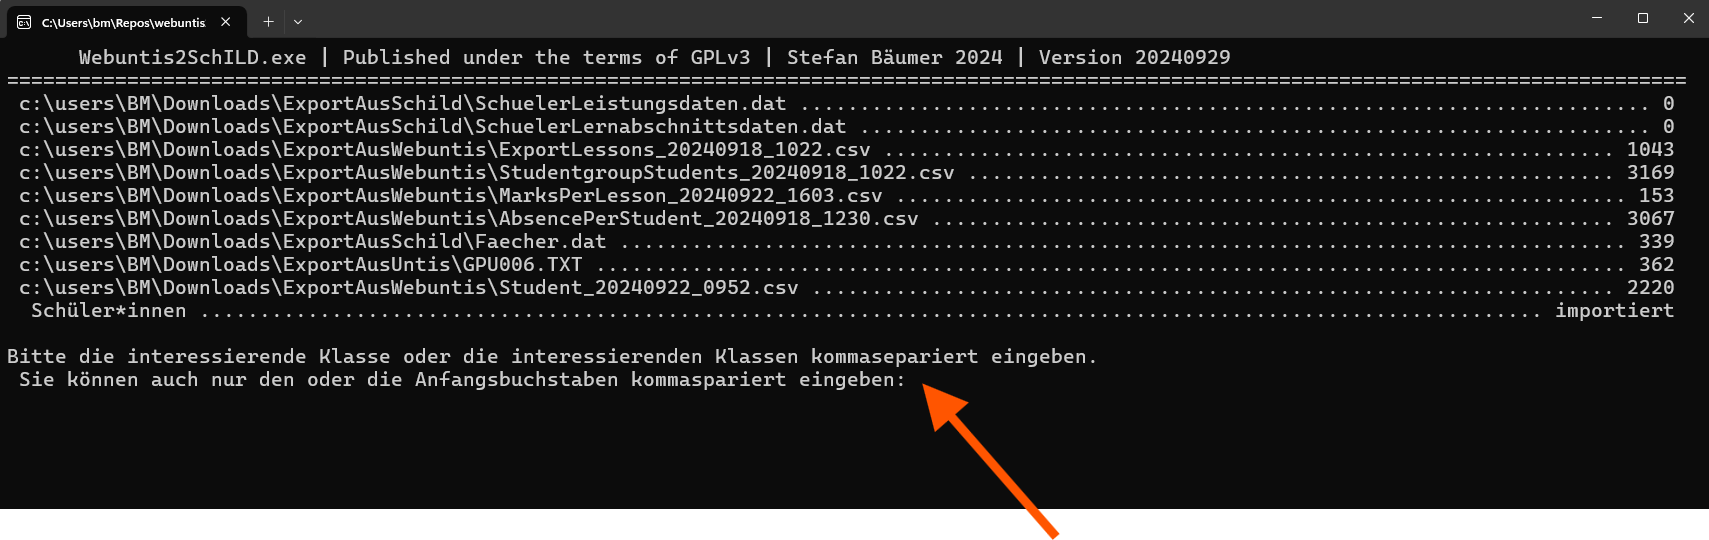 C:\Users\bm\Repos\webuntis
Webuntis2SchILD.exe | Published under the terms of GPLv3 | Stefan Bäumer 2024 | Version 20240929
============================================================================================================================================
c:\users\BM\Downloads\ExportAusSchild\SchuelerLeistungsdaten.dat ....................................................................... 0
c:\users\BM\Downloads\ExportAusSchild\SchuelerLernabschnittsdaten.dat .................................................................. 0
c:\users\BM\Downloads\ExportAusWebuntis\ExportLessons_20240918_1022.csv ............................................................. 1043
c:\users\BM\Downloads\ExportAusWebuntis\StudentgroupStudents_20240918_1022.csv ...................................................... 3169
c:\users\BM\Downloads\ExportAusWebuntis\MarksPerLesson_20240922_1603.csv ............................................................. 153
c:\users\BM\Downloads\ExportAusWebuntis\AbsencePerStudent_20240918_1230.csv ......................................................... 3067
c:\users\BM\Downloads\ExportAusSchild\Faecher.dat .................................................................................... 339
c:\users\BM\Downloads\ExportAusUntis\GPU006.TXT ...................................................................................... 362
c:\users\BM\Downloads\ExportAusWebuntis\Student_20240922_0952.csv ................................................................... 2220
Schüler*innen ................................................................................................................ importiert
Bitte die interessierende Klasse oder die interessierenden Klassen kommasepariert eingeben.
Sie können auch nur den oder die Anfangsbuchstaben kommaspariert eingeben: